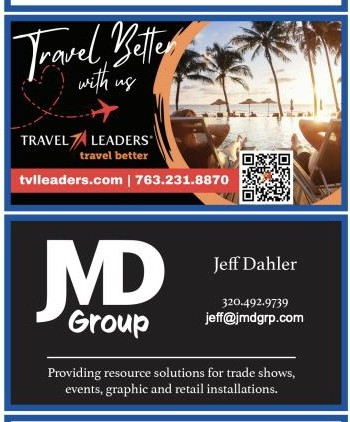 Travel Better
with us
TRAVEL LEADERS®
travel better
tvlleaders.com | 763.231.8870
JMD
Group
Jeff Dahler
320.492.9739
jeff@jmdgrp.com
Providing resource solutions for trade shows,
events, graphic and retail installations.